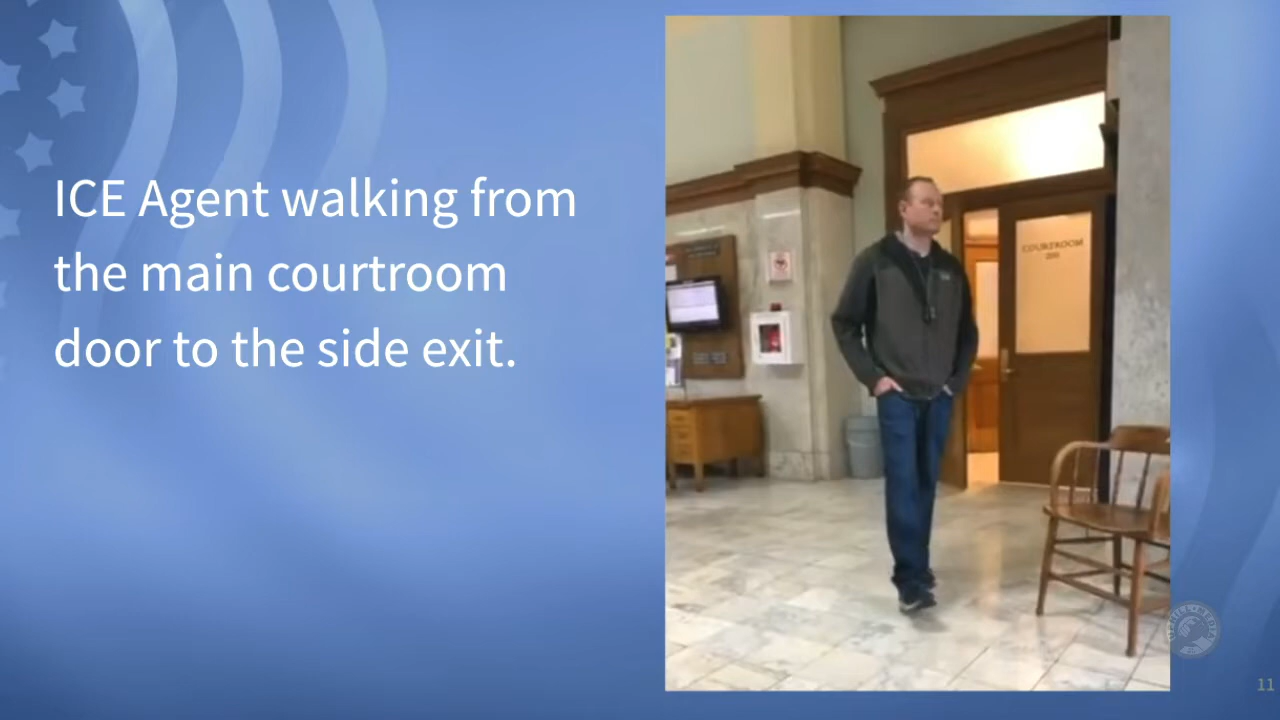 ICE Agent walking from
the main courtroom
door to the side exit.
COURTROOM
11